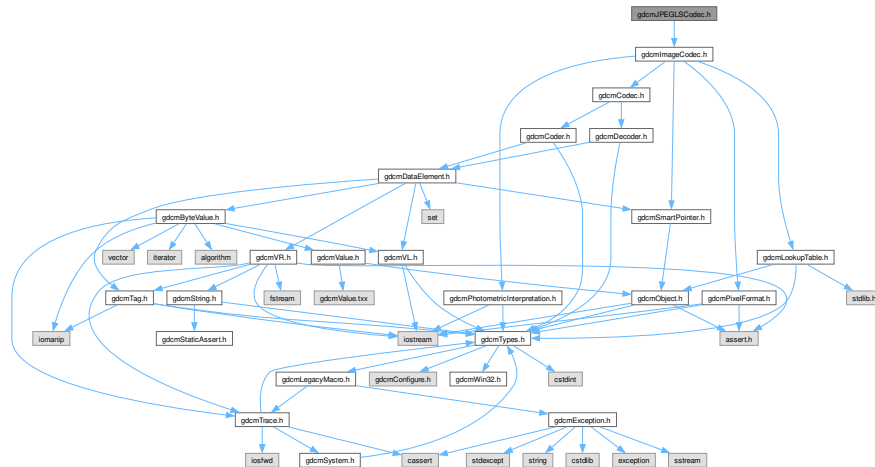 gdcmJPEGLSCodec.h
gdcmImageCodec.h
gdcmCodec.h
gdcmCoder.h
gdcmDecoder.h
gdcmDataElement.h
gdcmByteValue.h
set
gdcmSmartPointer.h
vector
iterator
algorithm
gdcmVR.h
gdcmValue.h
gdcmVL.h
gdcmLookupTable.h
gdcmTag.h
gdcmString.h
fstream
gdcmValue.txx
gdcmPhotometricInterpretation.h
gdcmObject.h
gdcmPixelFormat.h
stdlib.h
iomanip
gdcmStaticAssert.h
iostream
gdcmTypes.h
assert.h
gdcmLegacyMacro.h
gdcmConfigure.h
gdcmWin32.h
cstdint
gdcmTrace.h
gdcmException.h
iosfwd
gdcmSystem.h
cassert
stdexcept
string
cstdlib
exception
sstream